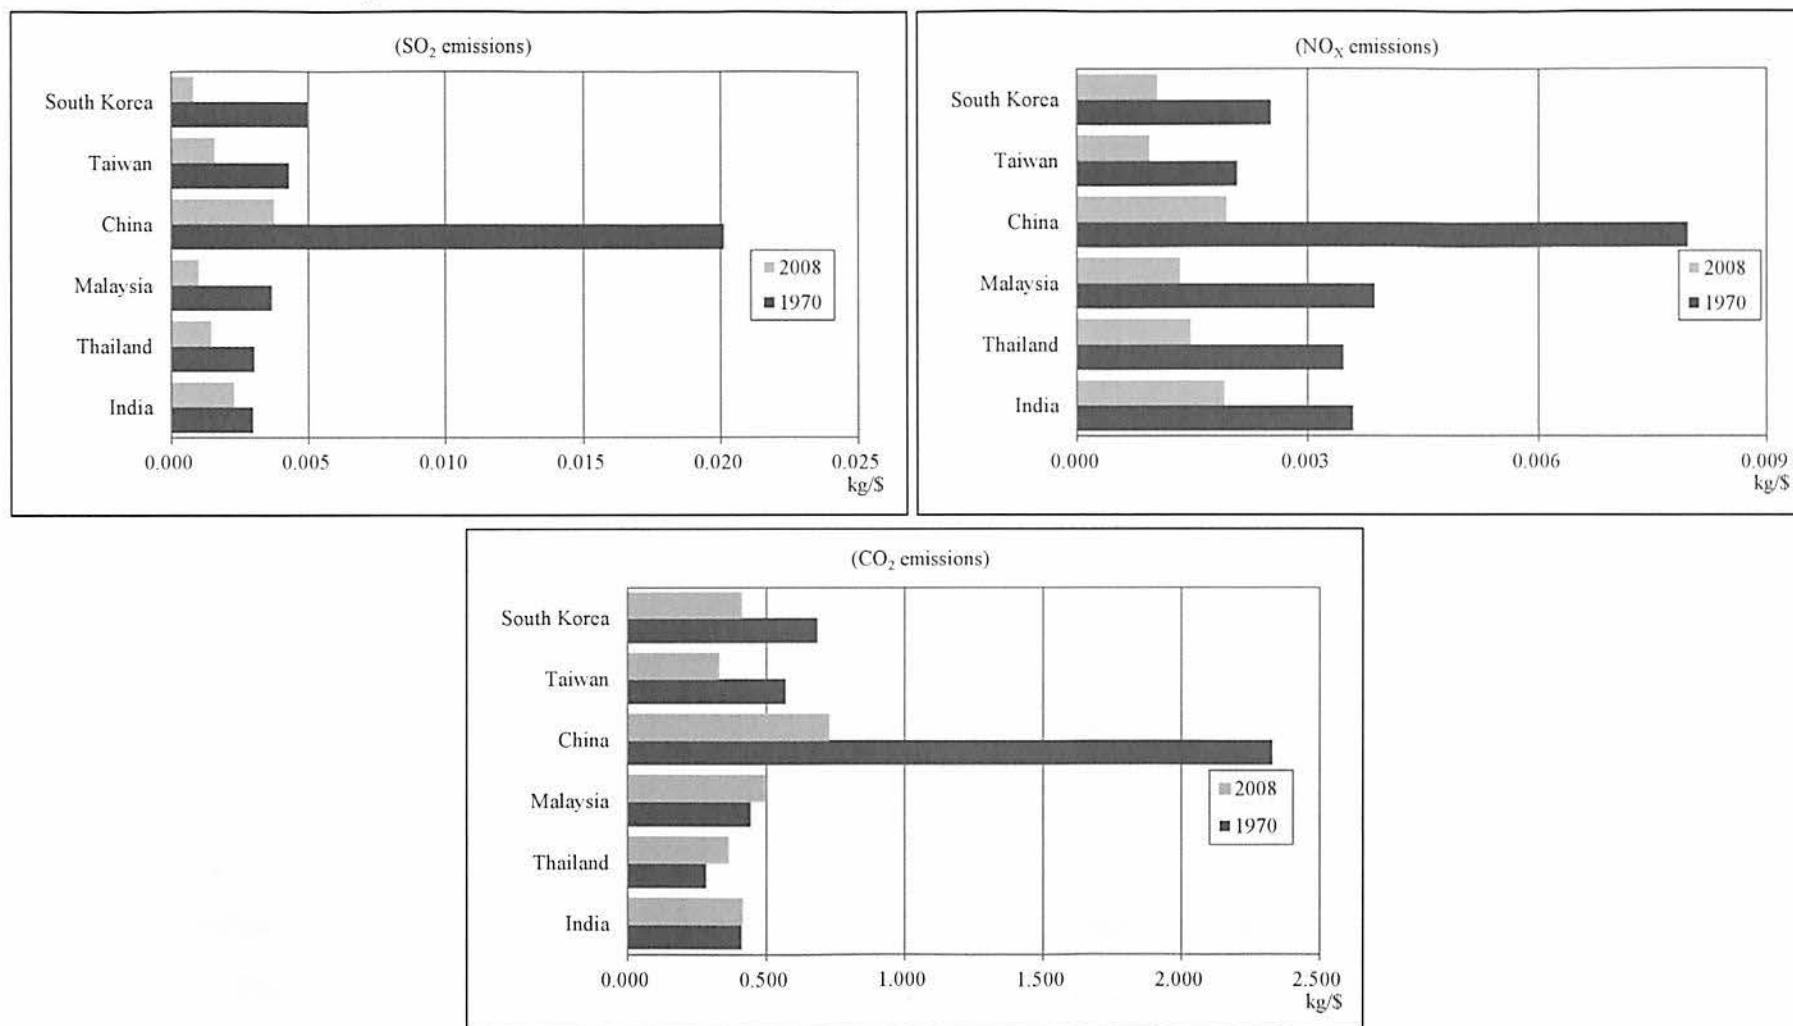 (SO₂ emissions)
South Korea
Taiwan
China
Malaysia
Thailand
India
2008
1970
0.000 0.005 0.010 0.015 0.020 0.025
kg/$
(NOₓ emissions)
South Korea
Taiwan
China
Malaysia
Thailand
India
2008
1970
0.000 0.003 0.006 0.009
kg/$
(CO₂ emissions)
South Korea
Taiwan
China
Malaysia
Thailand
India
2008
1970
0.000 0.500 1.000 1.500 2.000 2.500
kg/$